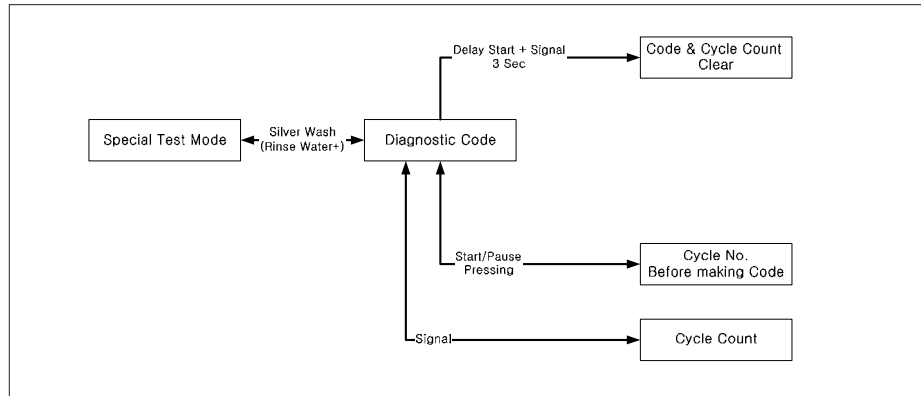 Delay Start + Signal
3 Sec
Code & Cycle Count
Clear
Special Test Mode
Silver Wash
(Rinse Water+)
Diagnostic Code
Start/Pause
Pressing
Cycle No.
Before making Code
Signal
Cycle Count